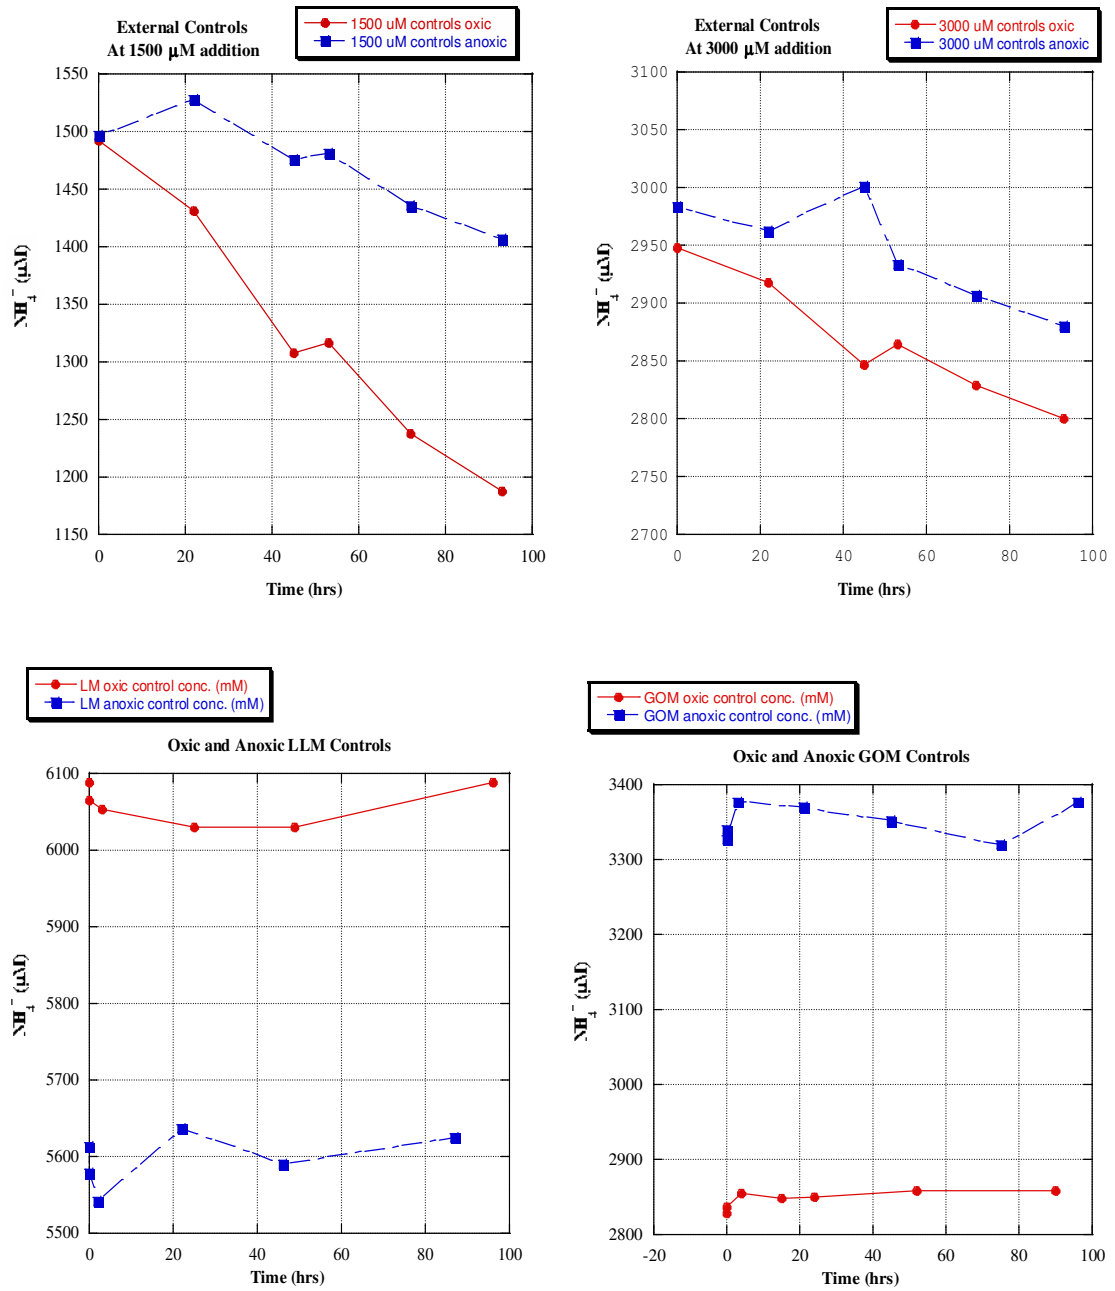 External Controls
At 1500 μM addition
1500 uM controls oxic
1500 uM controls anoxic
1550
1500
1450
1400
1350
1300
1250
1200
1150
NH₄⁻ (μM)
0 20 40 60 80 100
Time (hrs)
External Controls
At 3000 μM addition
3000 uM controls oxic
3000 uM controls anoxic
3100
3050
3000
2950
2900
2850
2800
2750
2700
NH₄⁻ (μM)
0 20 40 60 80 100
Time (hrs)
LM oxic control conc. (mM)
LM anoxic control conc. (mM)
Oxic and Anoxic LLM Controls
6100
6000
5900
5800
5700
5600
5500
NH₄⁻ (μM)
0 20 40 60 80 100
Time (hrs)
GOM oxic control conc. (mM)
GOM anoxic control conc. (mM)
Oxic and Anoxic GOM Controls
3400
3300
3200
3100
3000
2900
2800
NH₄⁻ (μM)
-20 0 20 40 60 80 100
Time (hrs)